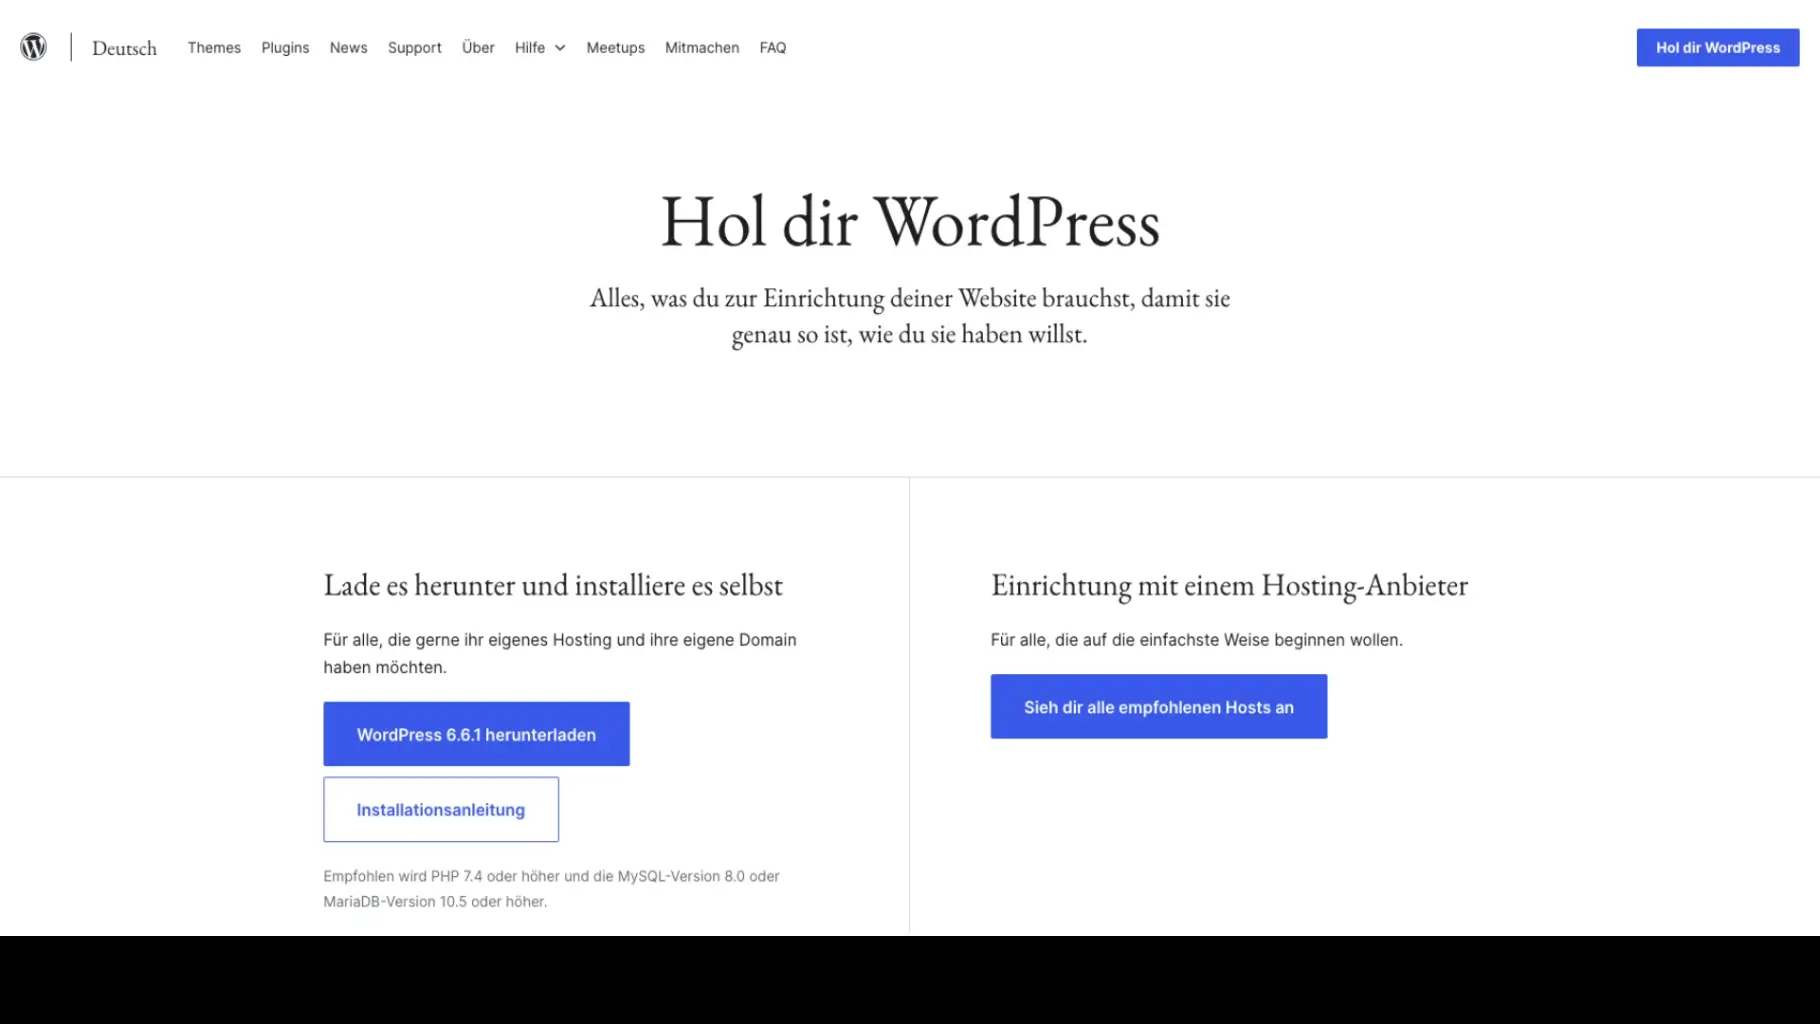 Deutsch Themes Plugins News Support Über Hilfe Meetups Mitmachen FAQ Hol dir WordPress
Hol dir WordPress
Alles, was du zur Einrichtung deiner Website brauchst, damit sie
genau so ist, wie du sie haben willst.
Lade es herunter und installiere es selbst
Für alle, die gerne ihr eigenes Hosting und ihre eigene Domain
haben möchten.
WordPress 6.6.1 herunterladen
Installationsanleitung
Empfohlen wird PHP 7.4 oder höher und die MySQL-Version 8.0 oder
MariaDB-Version 10.5 oder höher.
Einrichtung mit einem Hosting-Anbieter
Für alle, die auf die einfachste Weise beginnen wollen.
Sieh dir alle empfohlenen Hosts an